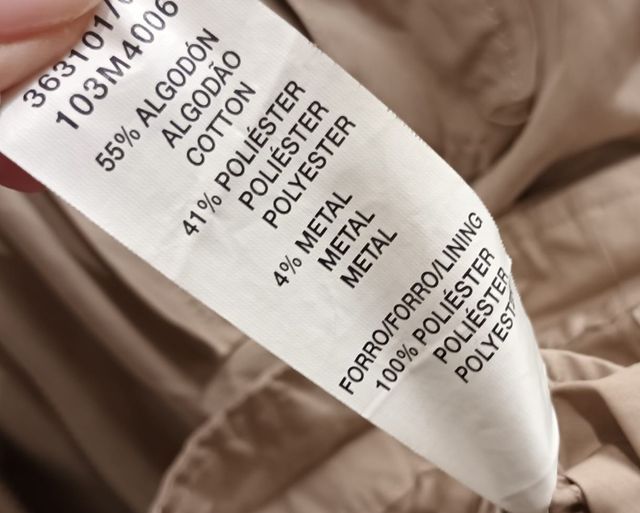 103M4006
55% ALGODÓN
ALGODÃO
COTTON
41% POLIÉSTER
POLIÉSTER
POLYESTER
4% METAL
METAL
METAL
FORRO/FORRO/LINING
100% POLIÉSTER
POLIÉSTER